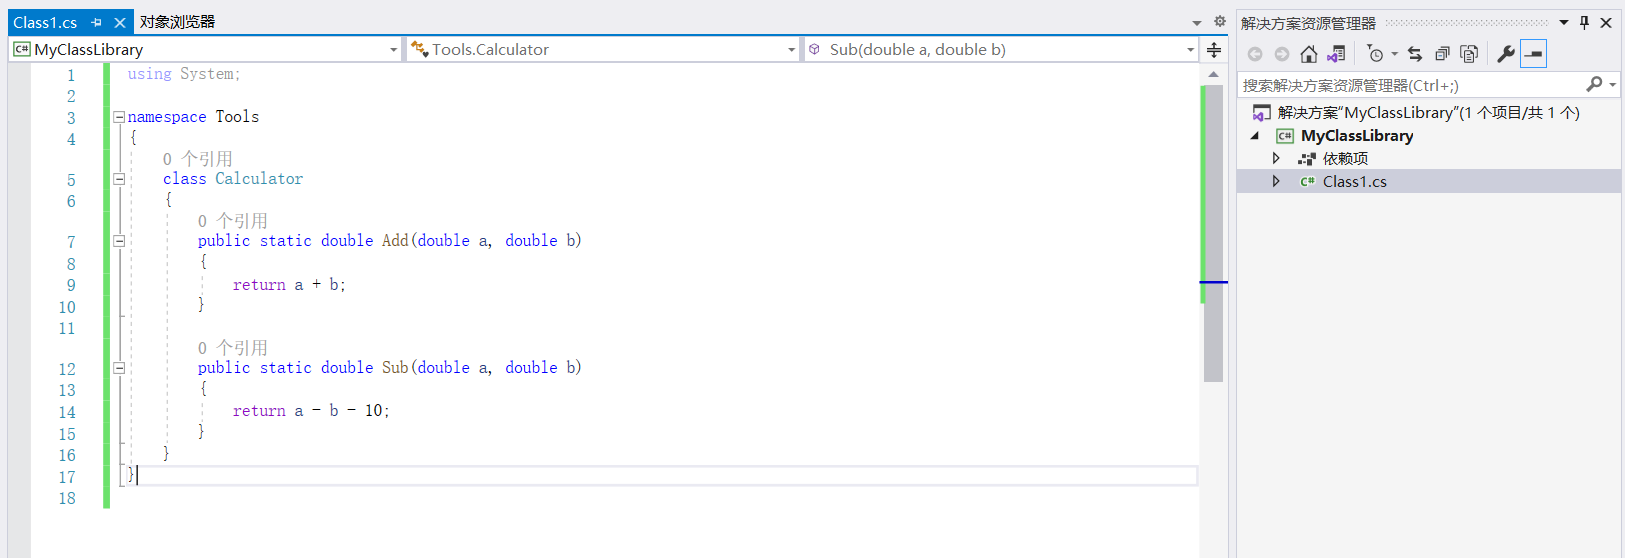 Class1.cs 对象浏览器
MyClassLibrary Tools.Calculator Sub(double a, double b)
1 using System;
2
3 namespace Tools
4 {
0 个引用
5 class Calculator
6 {
0 个引用
7 public static double Add(double a, double b)
8 {
9 return a + b;
10 }
11
0 个引用
12 public static double Sub(double a, double b)
13 {
14 return a - b - 10;
15 }
16 }
17 }
18
解决方案资源管理器
搜索解决方案资源管理器(Ctrl+;)
解决方案“MyClassLibrary”(1 个项目/共 1 个)
C# MyClassLibrary
依赖项
C# Class1.cs